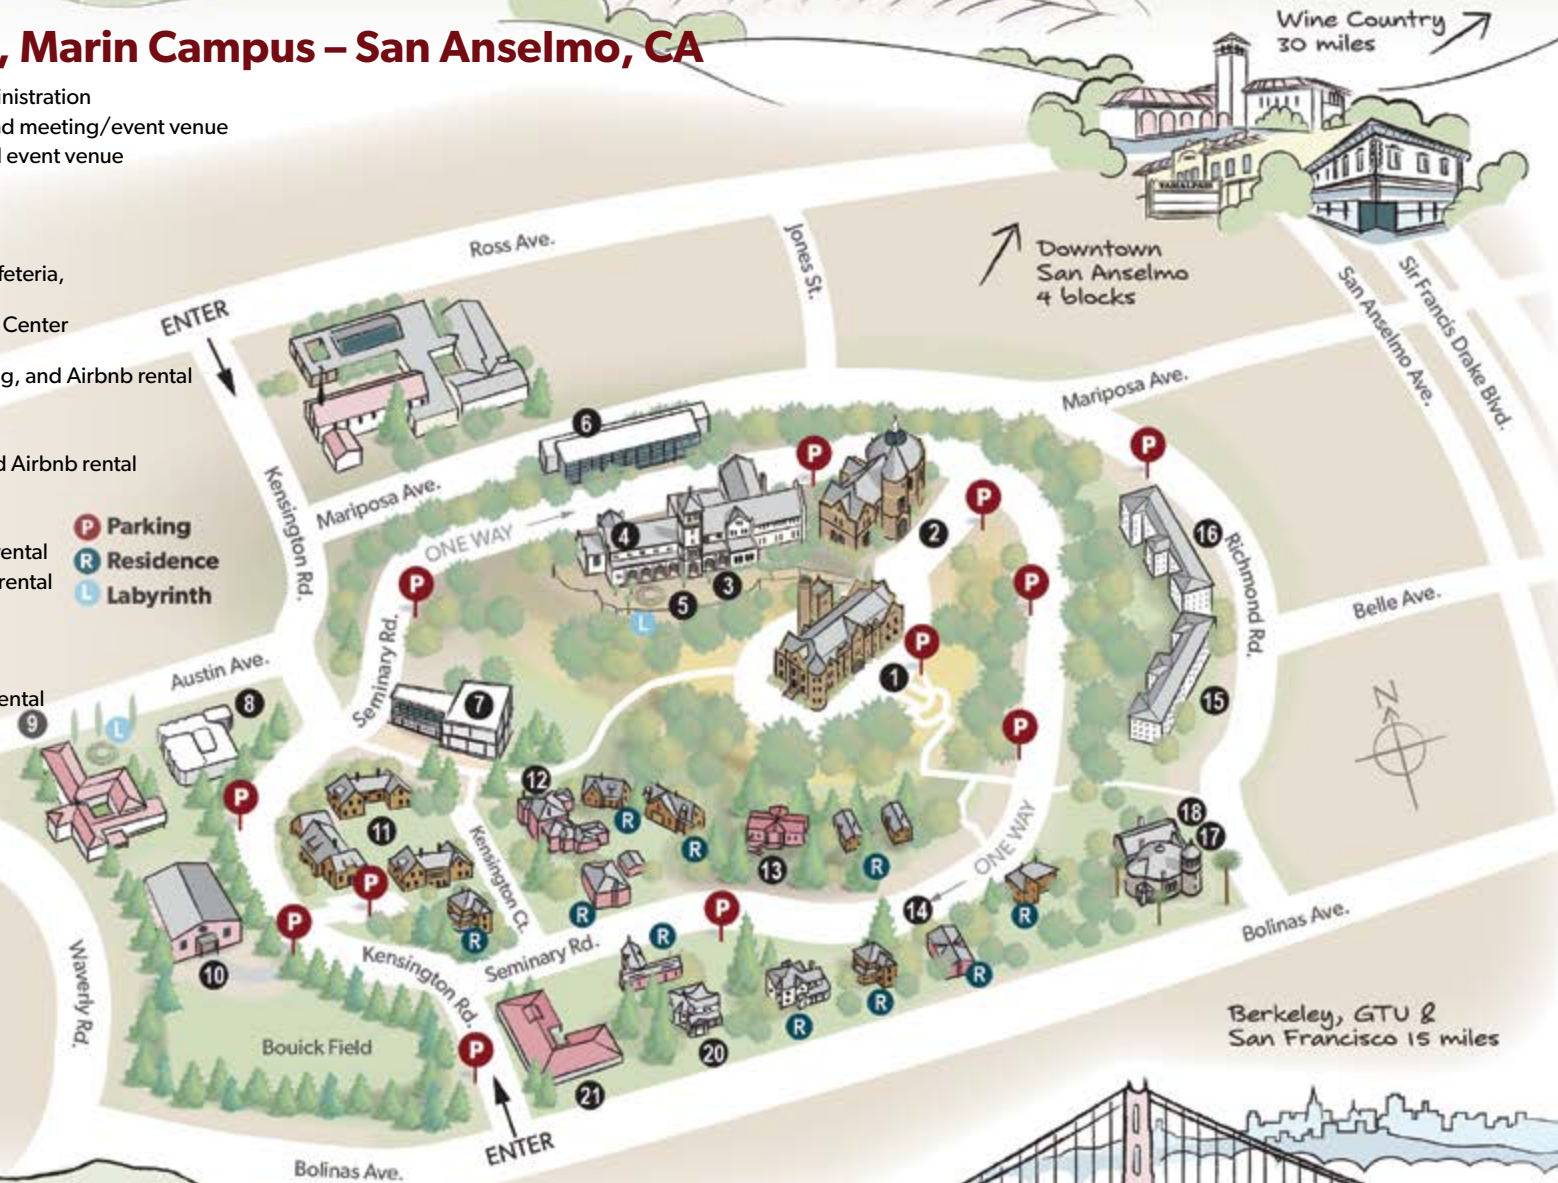 , Marin Campus – San Anselmo, CA
inistration
nd meeting/event venue
l event venue
feteria,
Center
g, and Airbnb rental
d Airbnb rental
rental
rental
ental
P Parking
R Residence
L Labyrinth
Wine Country
30 miles
TAMALPAIS
Downtown
San Anselmo
4 blocks
Ross Ave.
Jones St.
San Anselmo Ave.
Sir Francis Drake Blvd.
ENTER
Mariposa Ave.
Mariposa Ave.
Kensington Rd.
ONE WAY
6
P
P
P
2
4
3
5
L
16
Richmond Rd.
Belle Ave.
P
P
Seminary Rd.
Austin Ave.
P
1
15
N
9
L
8
7
P
P
12
R
R
11
Kensington Ct.
13
R
ONE WAY
18
17
P
P
R
R
P
14
R
10
Kensington Rd.
Seminary Rd.
R
Bolinas Ave.
Waverly Rd.
R
R
R
Bouick Field
P
20
21
Berkeley, GTU &
San Francisco 15 miles
ENTER
Bolinas Ave.